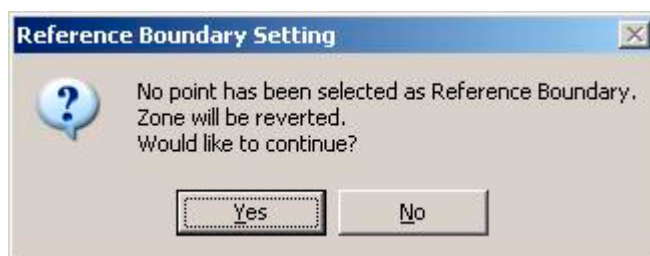 Reference Boundary Setting
No point has been selected as Reference Boundary.
Zone will be reverted.
Would like to continue?
Yes No